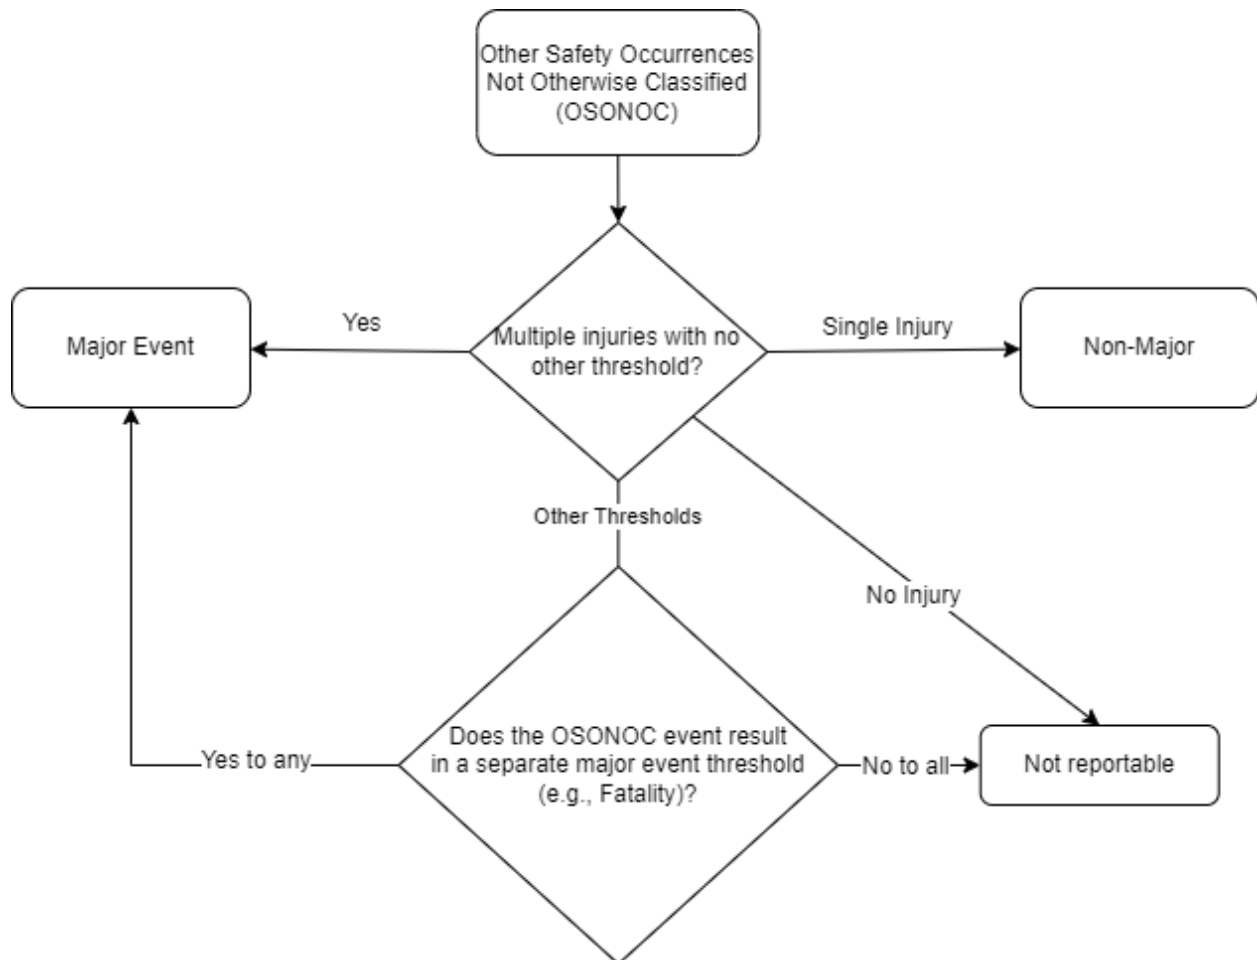 Other Safety Occurrences
Not Otherwise Classified
(OSONOC)
Yes
Major Event
Multiple injuries with no
other threshold?
Single Injury
Non-Major
Other Thresholds
No Injury
Does the OSONOC event result
in a separate major event threshold
(e.g., Fatality)?
Yes to any
No to all
Not reportable